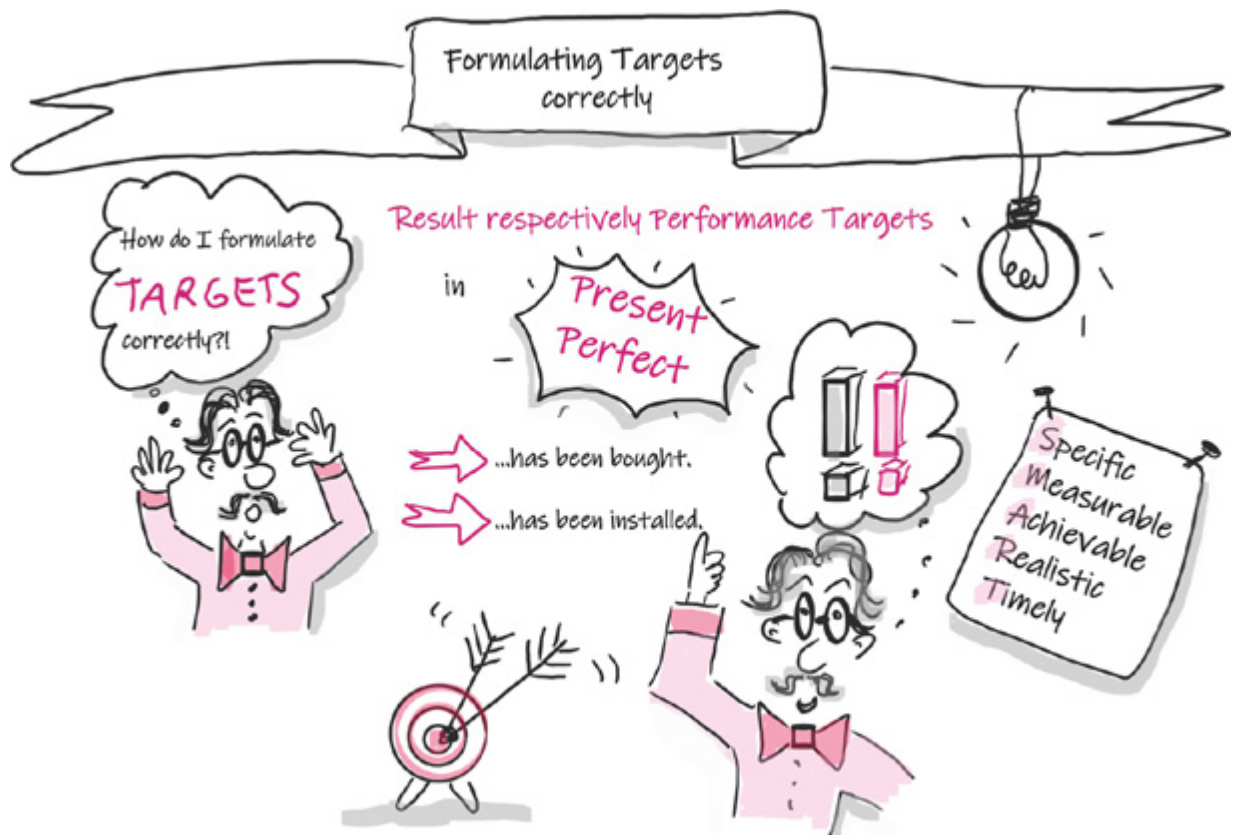 Formulating Targets
correctly
How do I formulate
TARGETS
correctly?!
Result respectively Performance Targets
in
Present
Perfect
...has been bought.
...has been installed.
Specific
Measurable
Achievable
Realistic
Timely